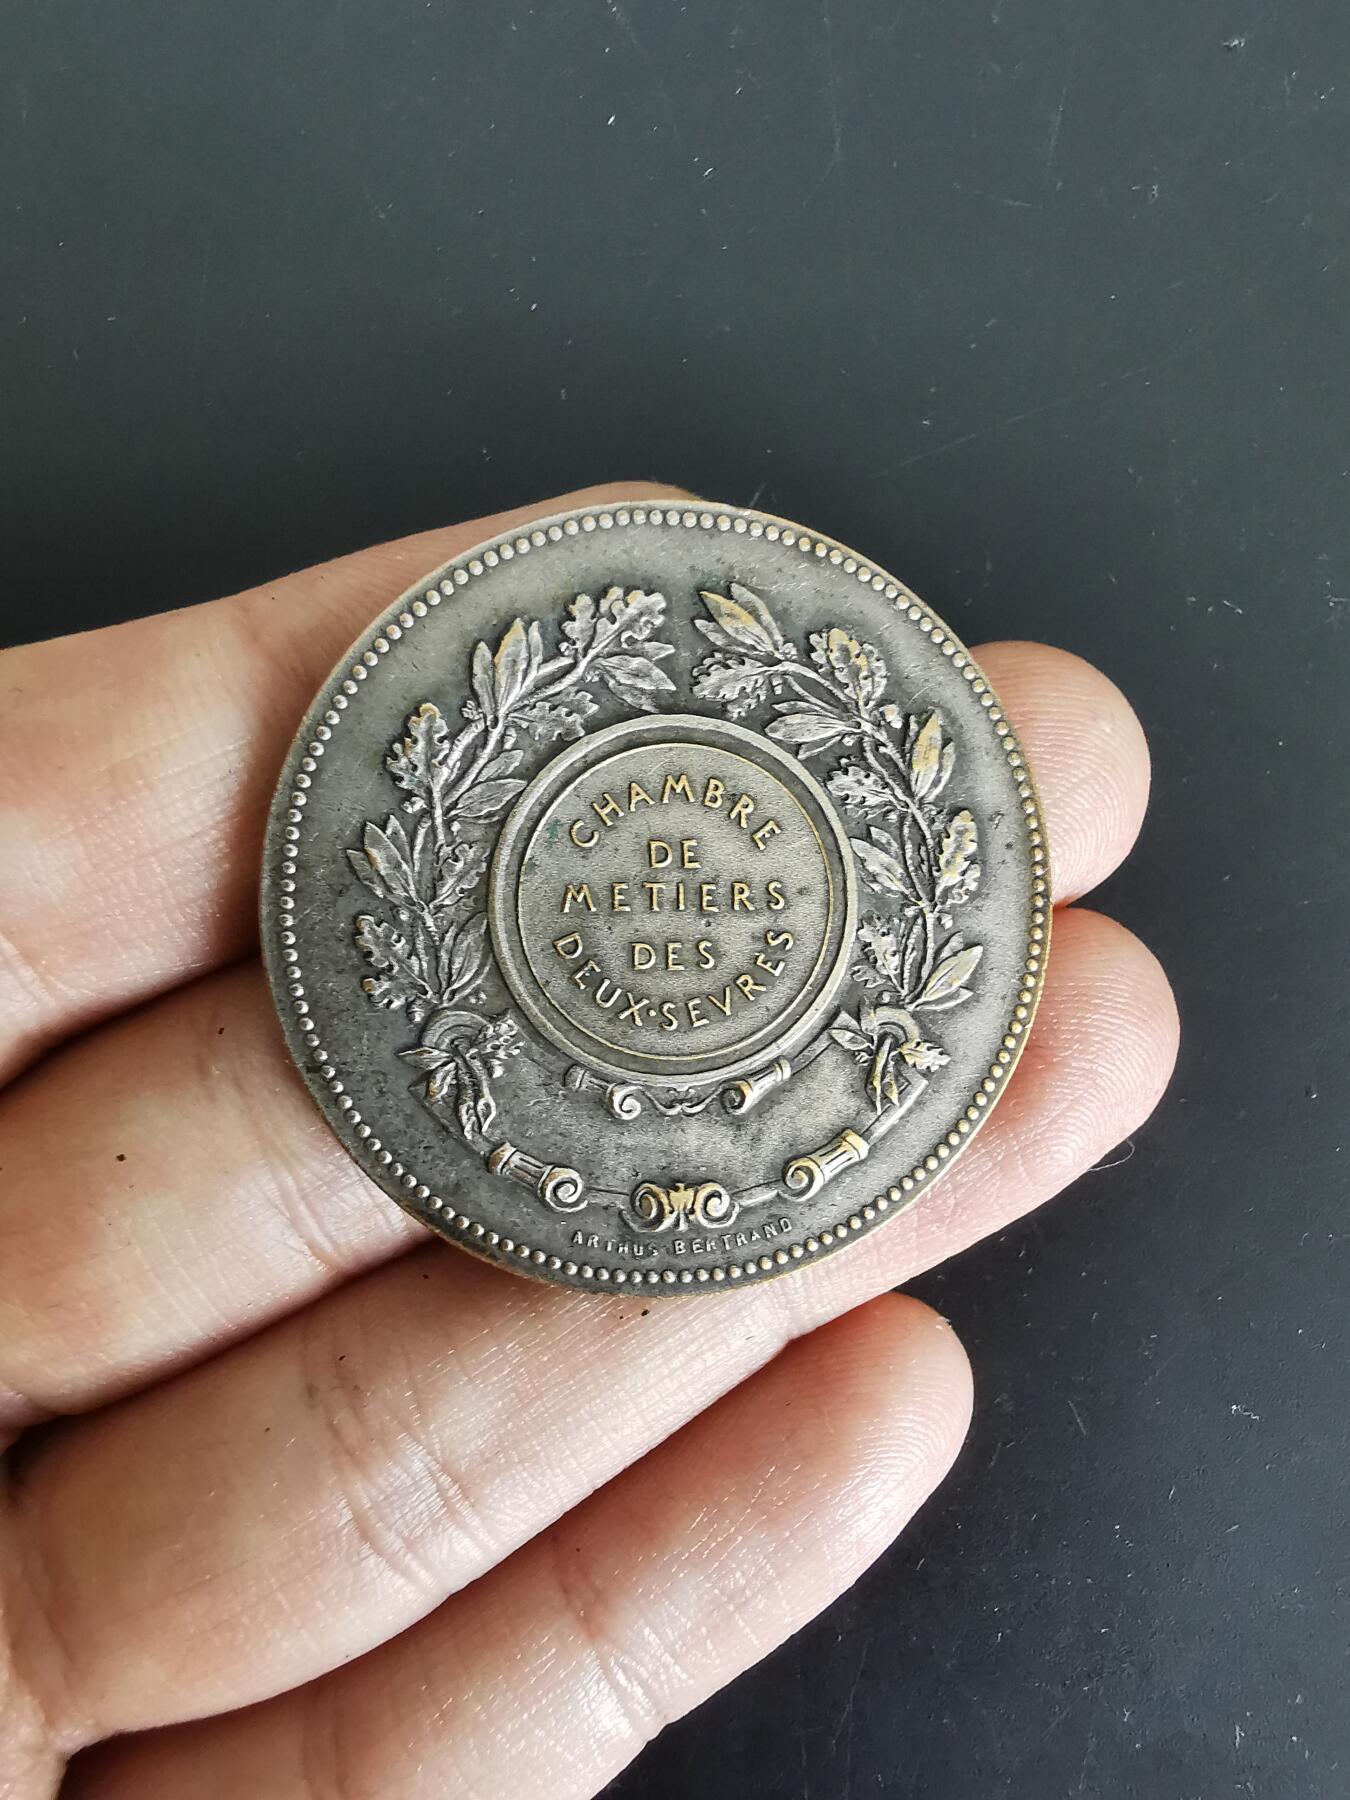 CHAMBRE
DE
METIERS
DES
DEUX·SEVRES
ARTHUS BERTRAND